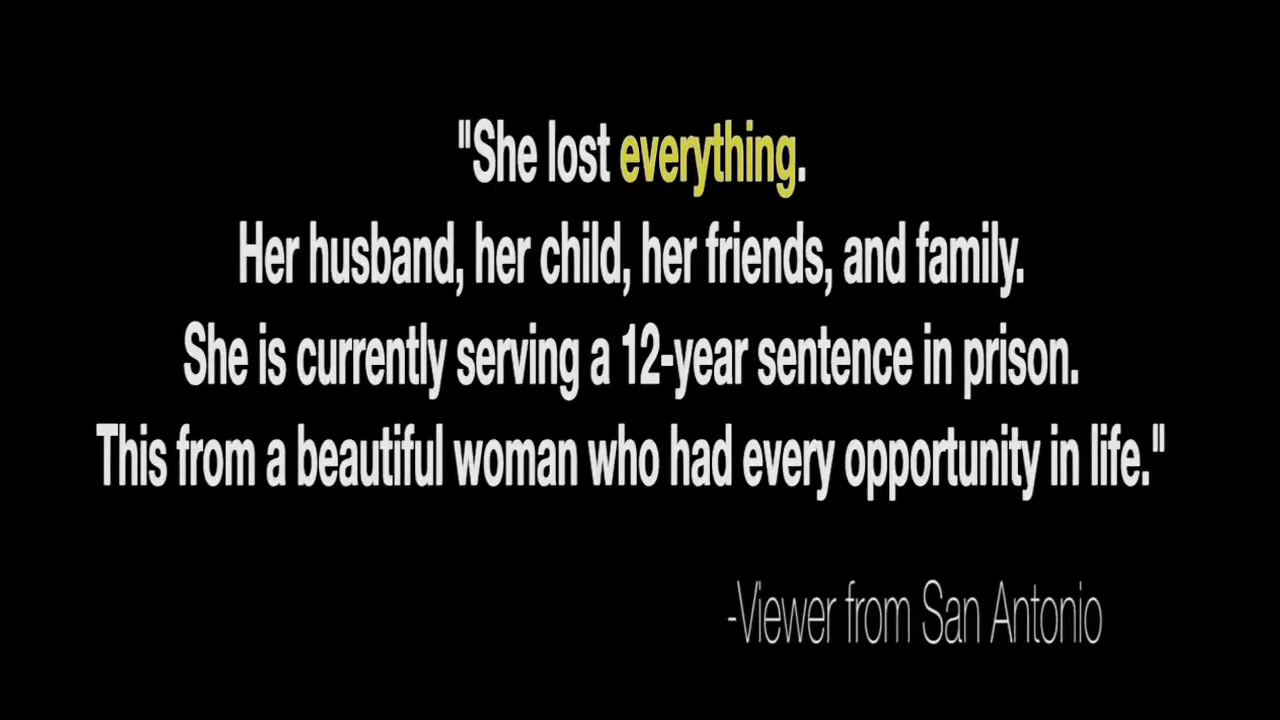 "She lost everything.
Her husband, her child, her friends, and family.
She is currently serving a 12-year sentence in prison.
This from a beautiful woman who had every opportunity in life."
-Viewer from San Antonio